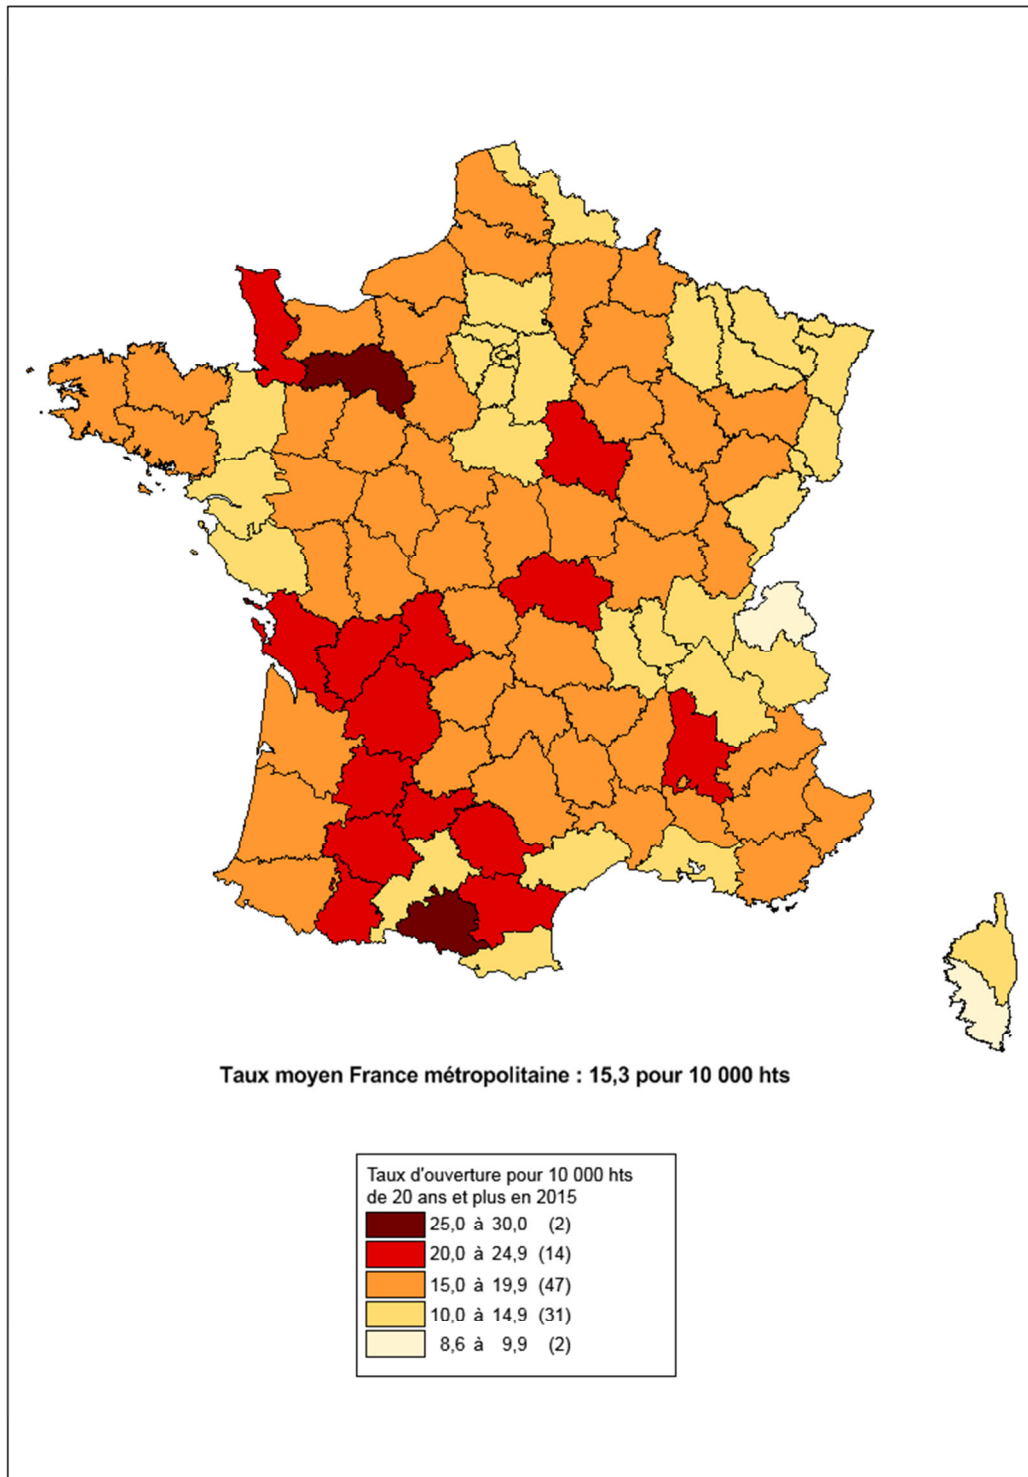 Taux moyen France métropolitaine : 15,3 pour 10 000 hts
Taux d'ouverture pour 10 000 hts
de 20 ans et plus en 2015
25,0 à 30,0 (2)
20,0 à 24,9 (14)
15,0 à 19,9 (47)
10,0 à 14,9 (31)
8,6 à 9,9 (2)